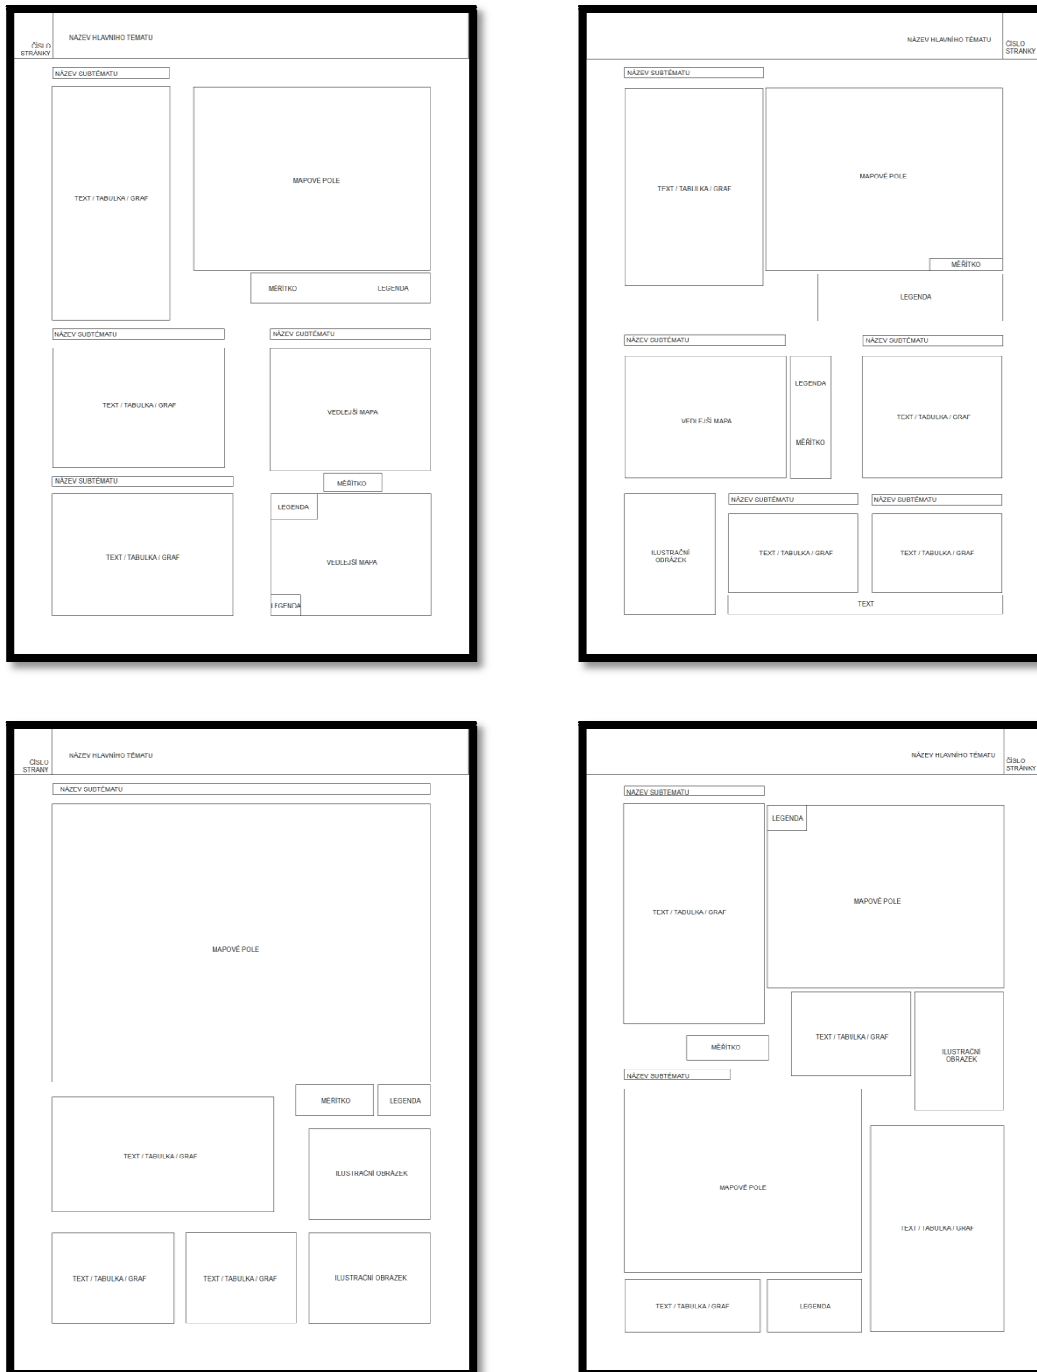 ČÍSLO
STRÁNKY
NÁZEV HLAVNÍHO TÉMATU
NÁZEV SUBTÉMATU
TEXT / TABULKA / GRAF
MAPOVÉ POLE
MĚŘÍTKO
LEGENDA
NÁZEV SUBTÉMATU
NÁZEV SUBTÉMATU
TEXT / TABULKA / GRAF
VEDLEJŠÍ MAPA
NÁZEV SUBTÉMATU
MĚŘÍTKO
LEGENDA
TEXT / TABULKA / GRAF
VEDLEJŠÍ MAPA
LEGENDA
NÁZEV HLAVNÍHO TÉMATU
ČÍSLO
STRÁNKY
NÁZEV SUBTÉMATU
TEXT / TABULKA / GRAF
MAPOVÉ POLE
MĚŘÍTKO
LEGENDA
NÁZEV SUBTÉMATU
NÁZEV SUBTÉMATU
VEDLEJŠÍ MAPA
LEGENDA
MĚŘÍTKO
TEXT / TABULKA / GRAF
ILUSTRAČNÍ
OBRÁZEK
NÁZEV SUBTÉMATU
NÁZEV SUBTÉMATU
TEXT / TABULKA / GRAF
TEXT / TABULKA / GRAF
TEXT
ČÍSLO
STRANY
NÁZEV HLAVNÍHO TÉMATU
NÁZEV SUBTÉMATU
MAPOVÉ POLE
MĚŘÍTKO
LEGENDA
TEXT / TABULKA / GRAF
ILUSTRAČNÍ OBRÁZEK
TEXT / TABULKA / GRAF
TEXT / TABULKA / GRAF
ILUSTRAČNÍ OBRÁZEK
NÁZEV HLAVNÍHO TÉMATU
ČÍSLO
STRÁNKY
NÁZEV SUBTÉMATU
LEGENDA
TEXT / TABULKA / GRAF
MAPOVÉ POLE
TEXT / TABULKA / GRAF
ILUSTRAČNÍ
OBRÁZEK
MĚŘÍTKO
NÁZEV SUBTÉMATU
MAPOVÉ POLE
TEXT / TABULKA / GRAF
TEXT / TABULKA / GRAF
LEGENDA